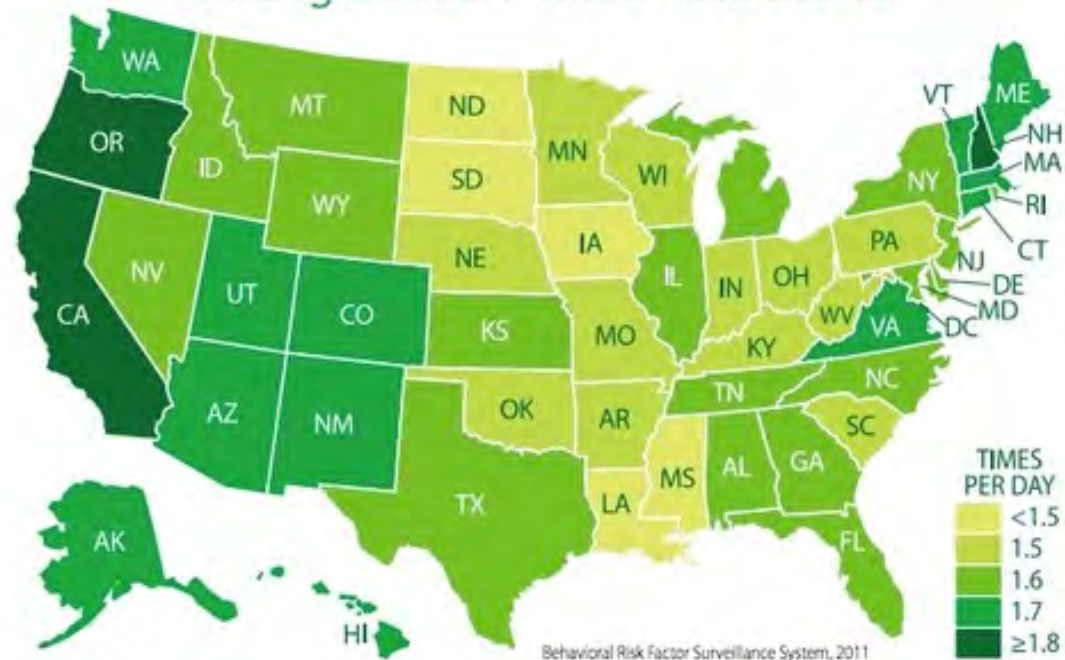 WA
MT
ND
MN
VT
ME
OR
ID
SD
WI
NH
MA
WY
NY
RI
IA
NE
PA
CT
NV
IL
IN
OH
NJ
UT
DE
CA
CO
WV
MD
KS
MO
VA
DC
KY
NC
TN
AZ
NM
OK
AR
SC
MS
AL
GA
TX
LA
FL
AK
HI
TIMES
PER DAY
<1.5
1.5
1.6
1.7
≥1.8
Behavioral Risk Factor Surveillance System, 2011